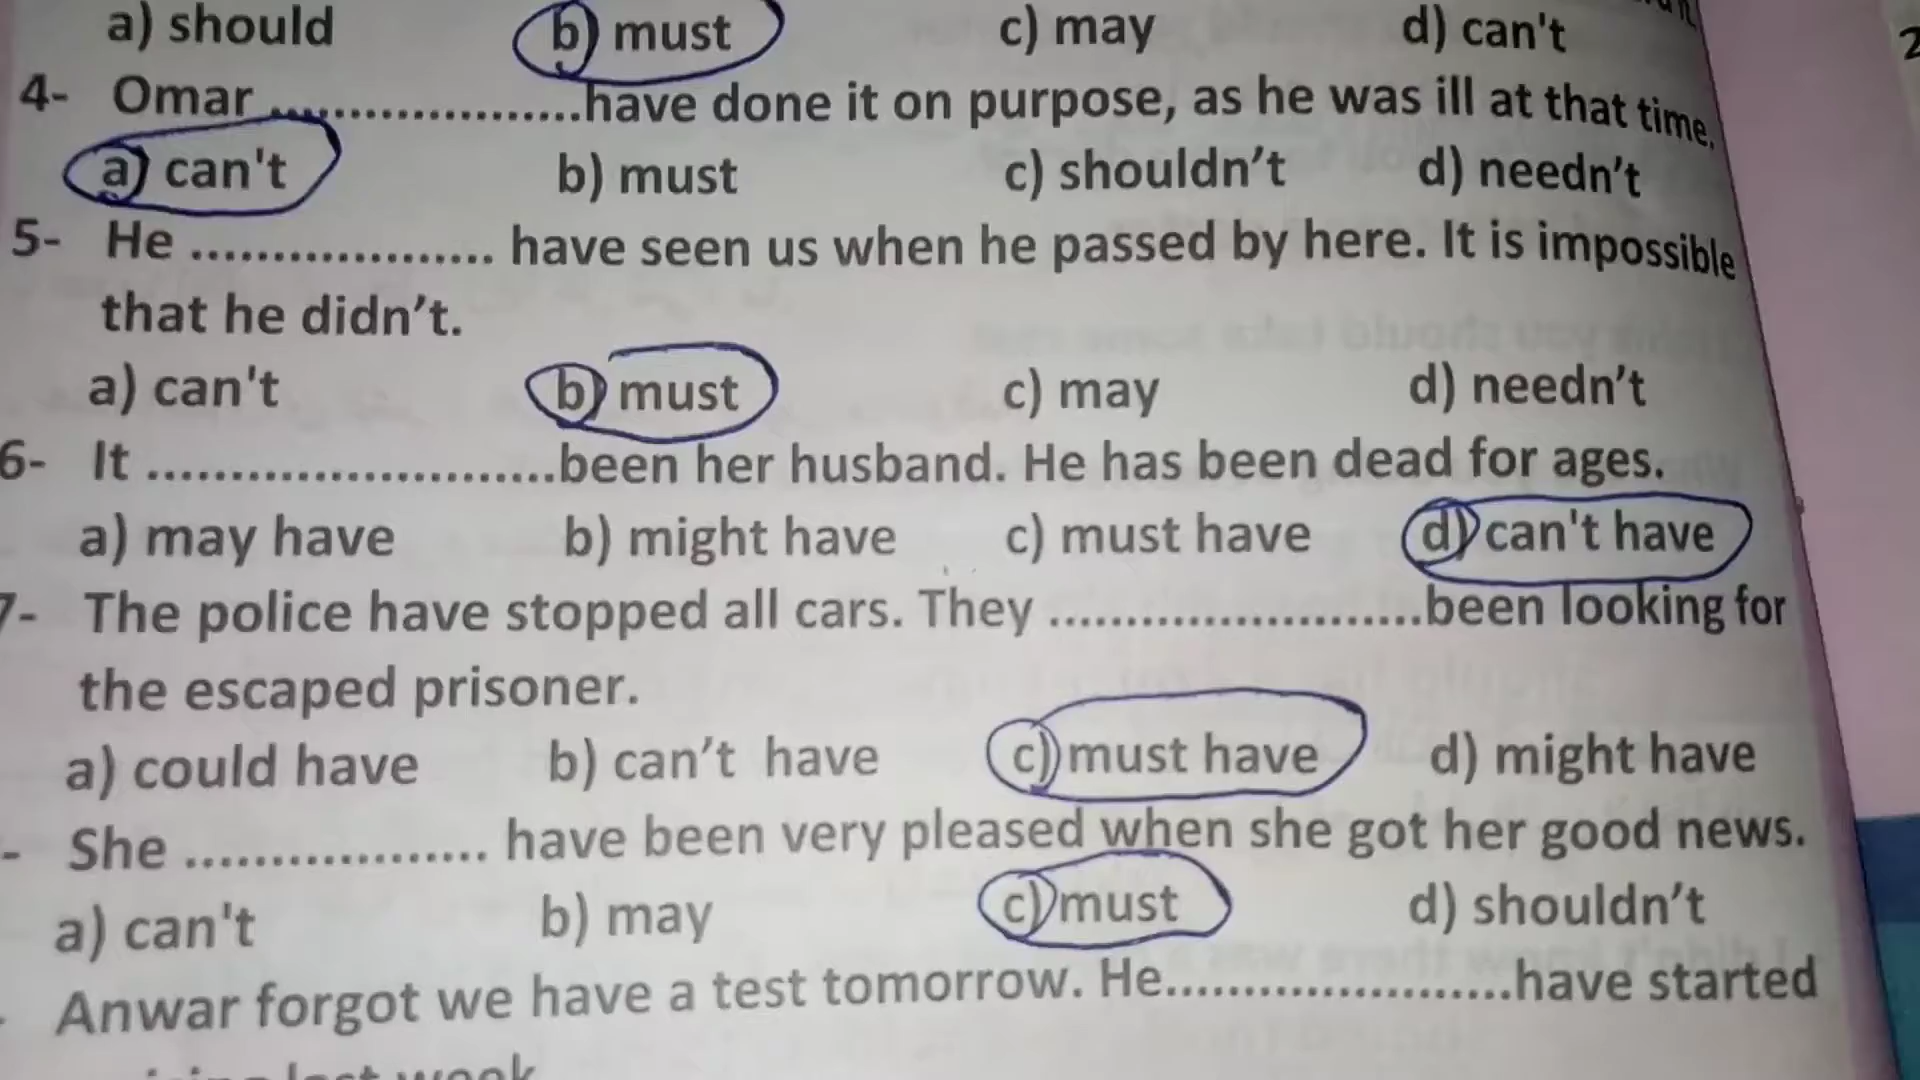 a) should b) must c) may d) can't
4- Omar ....................have done it on purpose, as he was ill at that time.
a) can't b) must c) shouldn't d) needn't
5- He .................... have seen us when he passed by here. It is impossible
that he didn't.
a) can't b) must c) may d) needn't
6- It ...........................been her husband. He has been dead for ages.
a) may have b) might have c) must have d) can't have
7- The police have stopped all cars. They ........................been looking for
the escaped prisoner.
a) could have b) can't have c) must have d) might have
- She .................... have been very pleased when she got her good news.
a) can't b) may c) must d) shouldn't
- Anwar forgot we have a test tomorrow. He.......................have started
last week